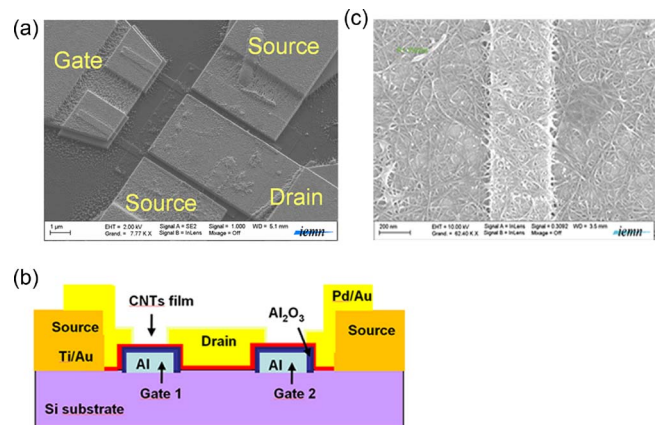 (a)
Gate
Source
Source
Drain
1 µm
EHT = 2.00 kV Signal A = SE2 Signal = 1.000 WD = 5.1 mm
Grand. = 7.77 K X Signal B = InLens Mixage = Off
iemn
(c)
200 nm
EHT = 10.00 kV Signal A = InLens Signal = 0.3092 WD = 3.5 mm
Grand. = 62.40 K X Signal B = InLens Mixage = Off
iemn
(b)
CNTs film
Al₂O₃
Pd/Au
Source
Drain
Source
Ti/Au
Al
Al
Gate 1
Gate 2
Si substrate